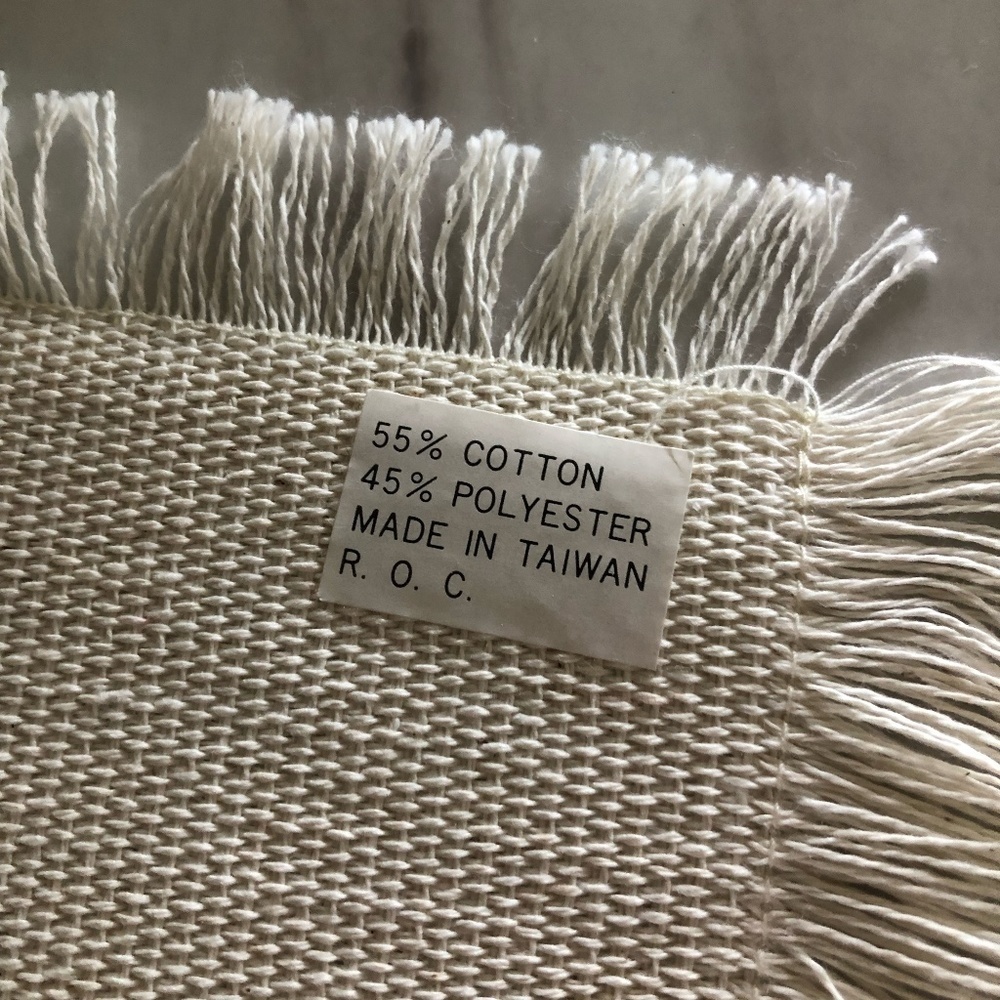 55% COTTON
45% POLYESTER
MADE IN TAIWAN
R. O. C.